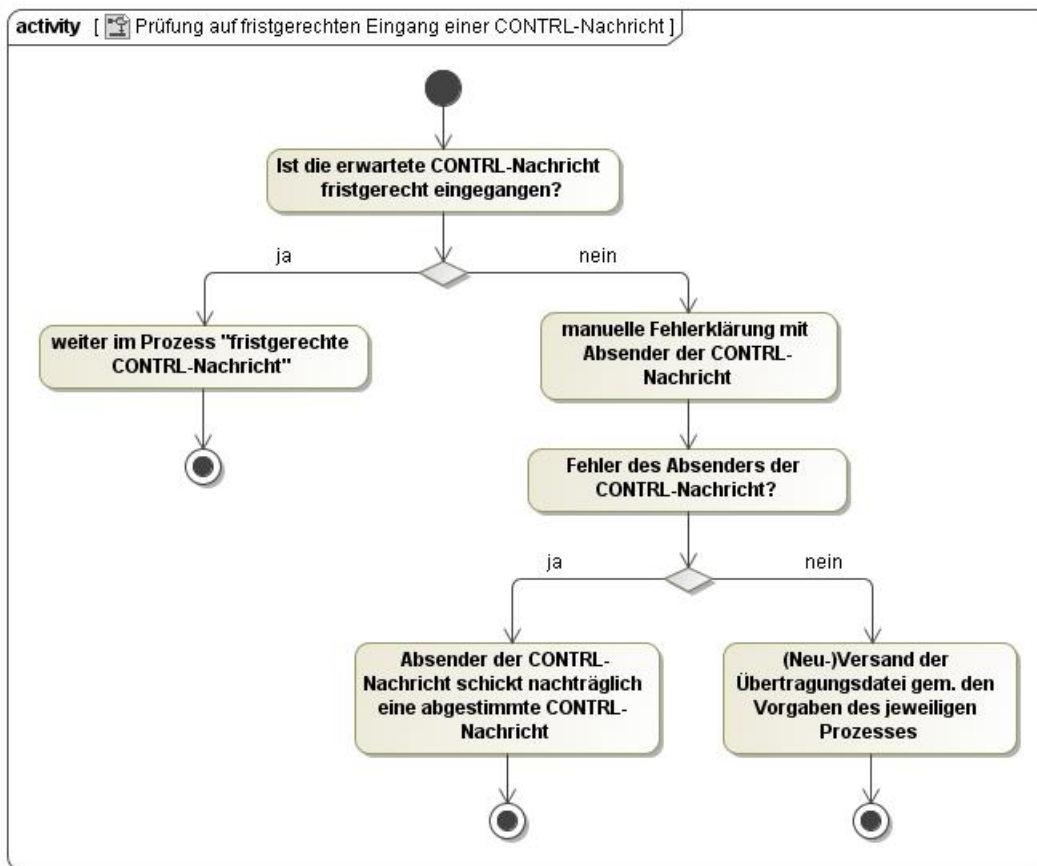 activity [ Prüfung auf fristgerechten Eingang einer CONTRL-Nachricht ]
Ist die erwartete CONTRL-Nachricht
fristgerecht eingegangen?
ja
nein
weiter im Prozess "fristgerechte
CONTRL-Nachricht"
manuelle Fehlerklärung mit
Absender der CONTRL-
Nachricht
Fehler des Absenders der
CONTRL-Nachricht?
ja
nein
Absender der CONTRL-
Nachricht schickt nachträglich
eine abgestimmte CONTRL-
Nachricht
(Neu-)Versand der
Übertragungsdatei gem. den
Vorgaben des jeweiligen
Prozesses